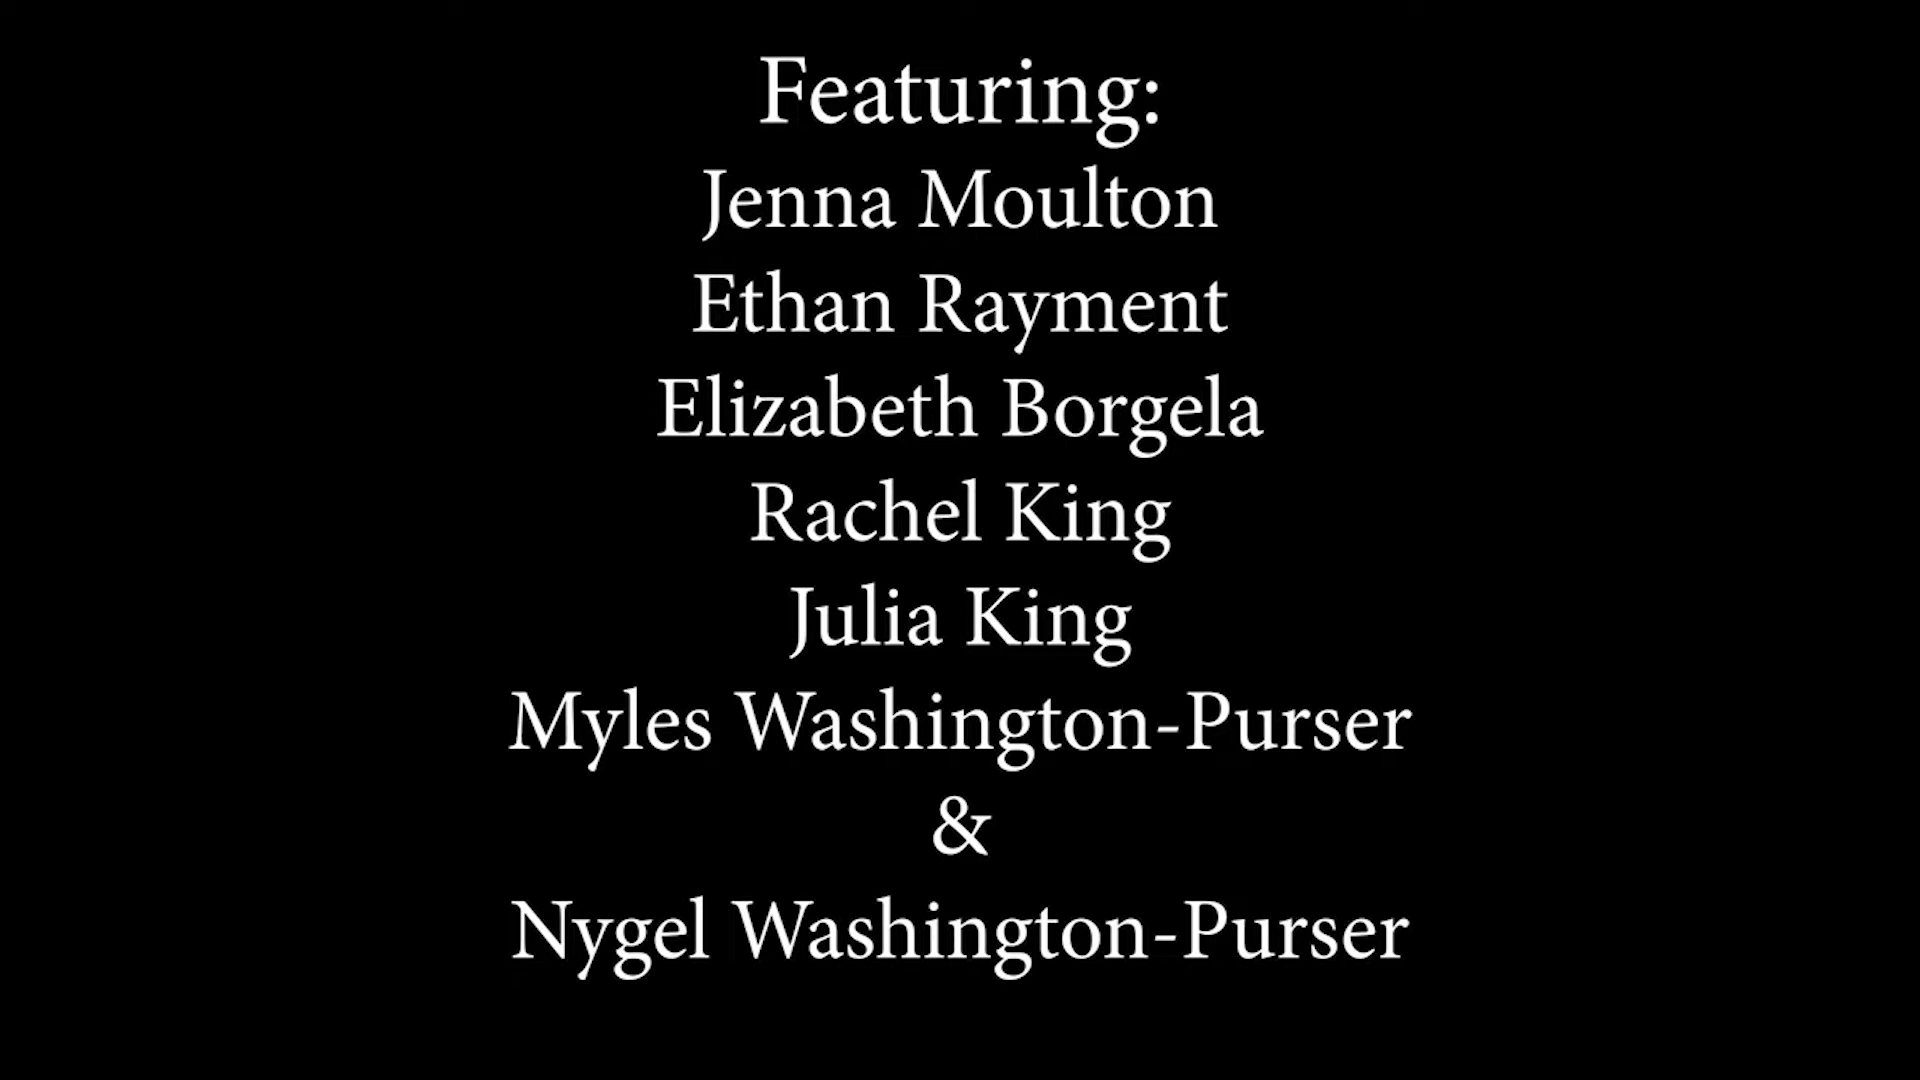 Featuring:
Jenna Moulton
Ethan Rayment
Elizabeth Borgela
Rachel King
Julia King
Myles Washington-Purser
&
Nygel Washington-Purser